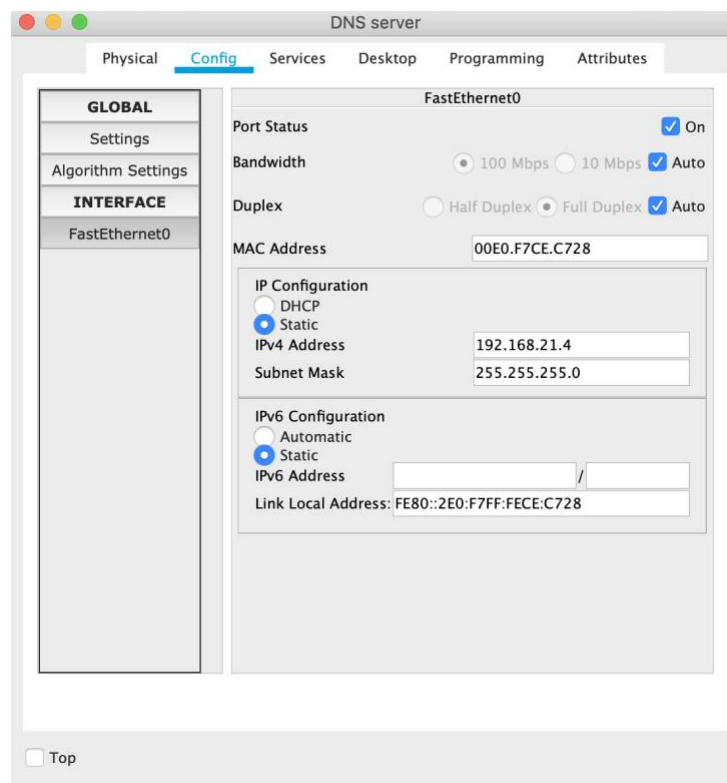 DNS server
Physical Config Services Desktop Programming Attributes
GLOBAL
Settings
Algorithm Settings
INTERFACE
FastEthernet0
FastEthernet0
Port Status On
Bandwidth 100 Mbps 10 Mbps Auto
Duplex Half Duplex Full Duplex Auto
MAC Address 00E0.F7CE.C728
IP Configuration
DHCP
Static
IPv4 Address 192.168.21.4
Subnet Mask 255.255.255.0
IPv6 Configuration
Automatic
Static
IPv6 Address /
Link Local Address: FE80::2E0:F7FF:FECE:C728
Top